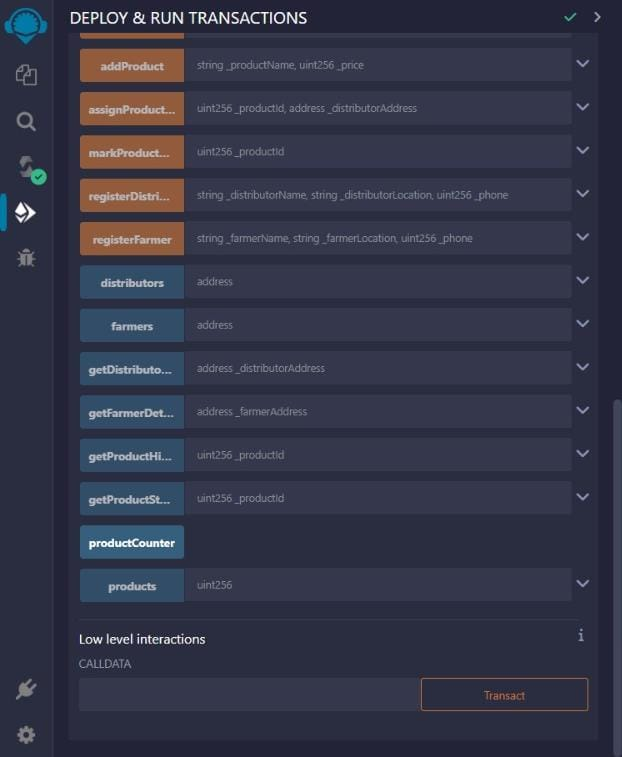 DEPLOY & RUN TRANSACTIONS
addProduct string _productName, uint256 _price
assignProduct... uint256 _productId, address _distributorAddress
markProduct... uint256 _productId
registerDistri... string _distributorName, string _distributorLocation, uint256 _phone
registerFarmer string _farmerName, string _farmerLocation, uint256 _phone
distributors address
farmers address
getDistributo... address _distributorAddress
getFarmerDet... address _farmerAddress
getProductHi... uint256 _productId
getProductSt... uint256 _productId
productCounter
products uint256
Low level interactions
i
CALLDATA
Transact